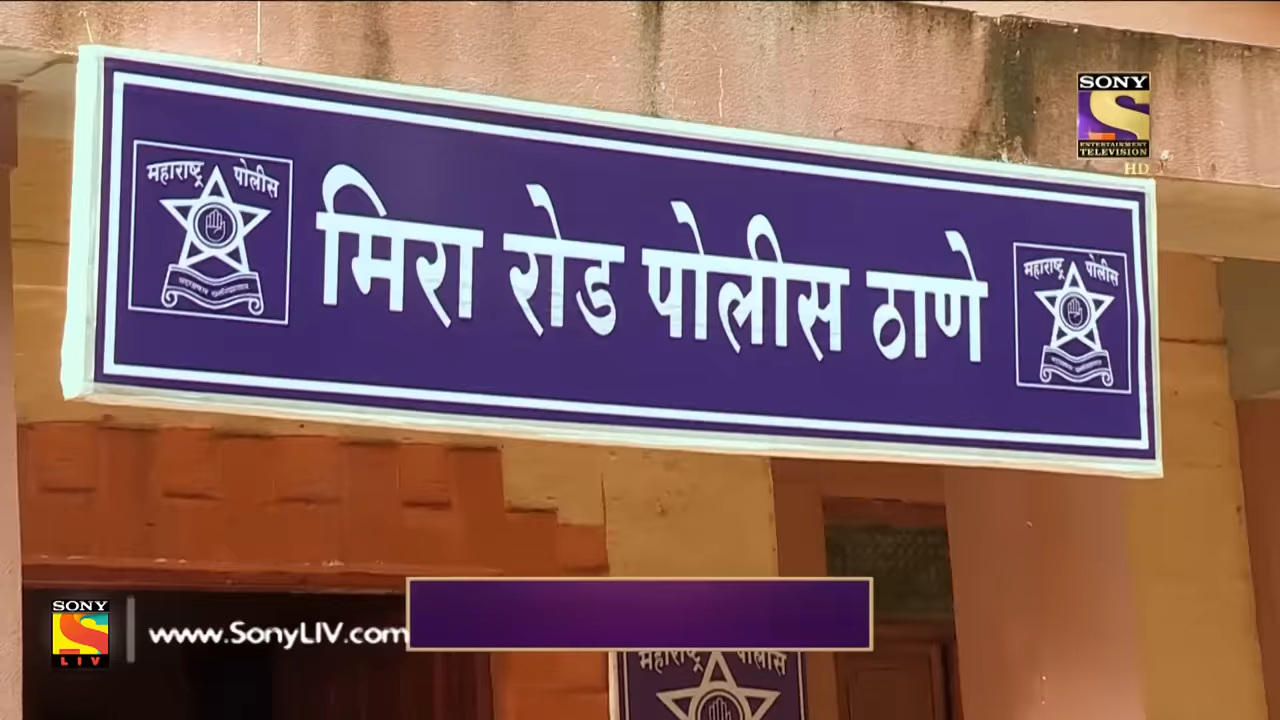 SONY
ENTERTAINMENT
TELEVISION
HD
महाराष्ट्र पोलीस
मिरा रोड पोलीस ठाणे
महाराष्ट्र पोलीस
SONY
LIV
www.SonyLIV.com
महाराष्ट्र पोलीस